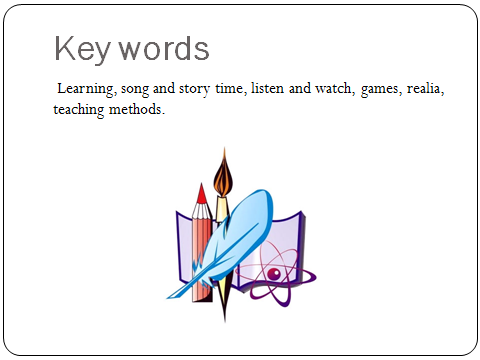 Key words
Learning, song and story time, listen and watch, games, realia,
teaching methods.